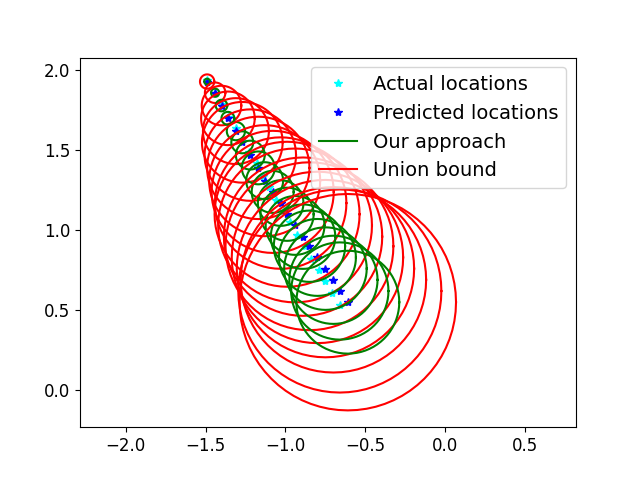 2.0
1.5
1.0
0.5
0.0
−2.0 −1.5 −1.0 −0.5 0.0 0.5
Actual locations
Predicted locations
Our approach
Union bound